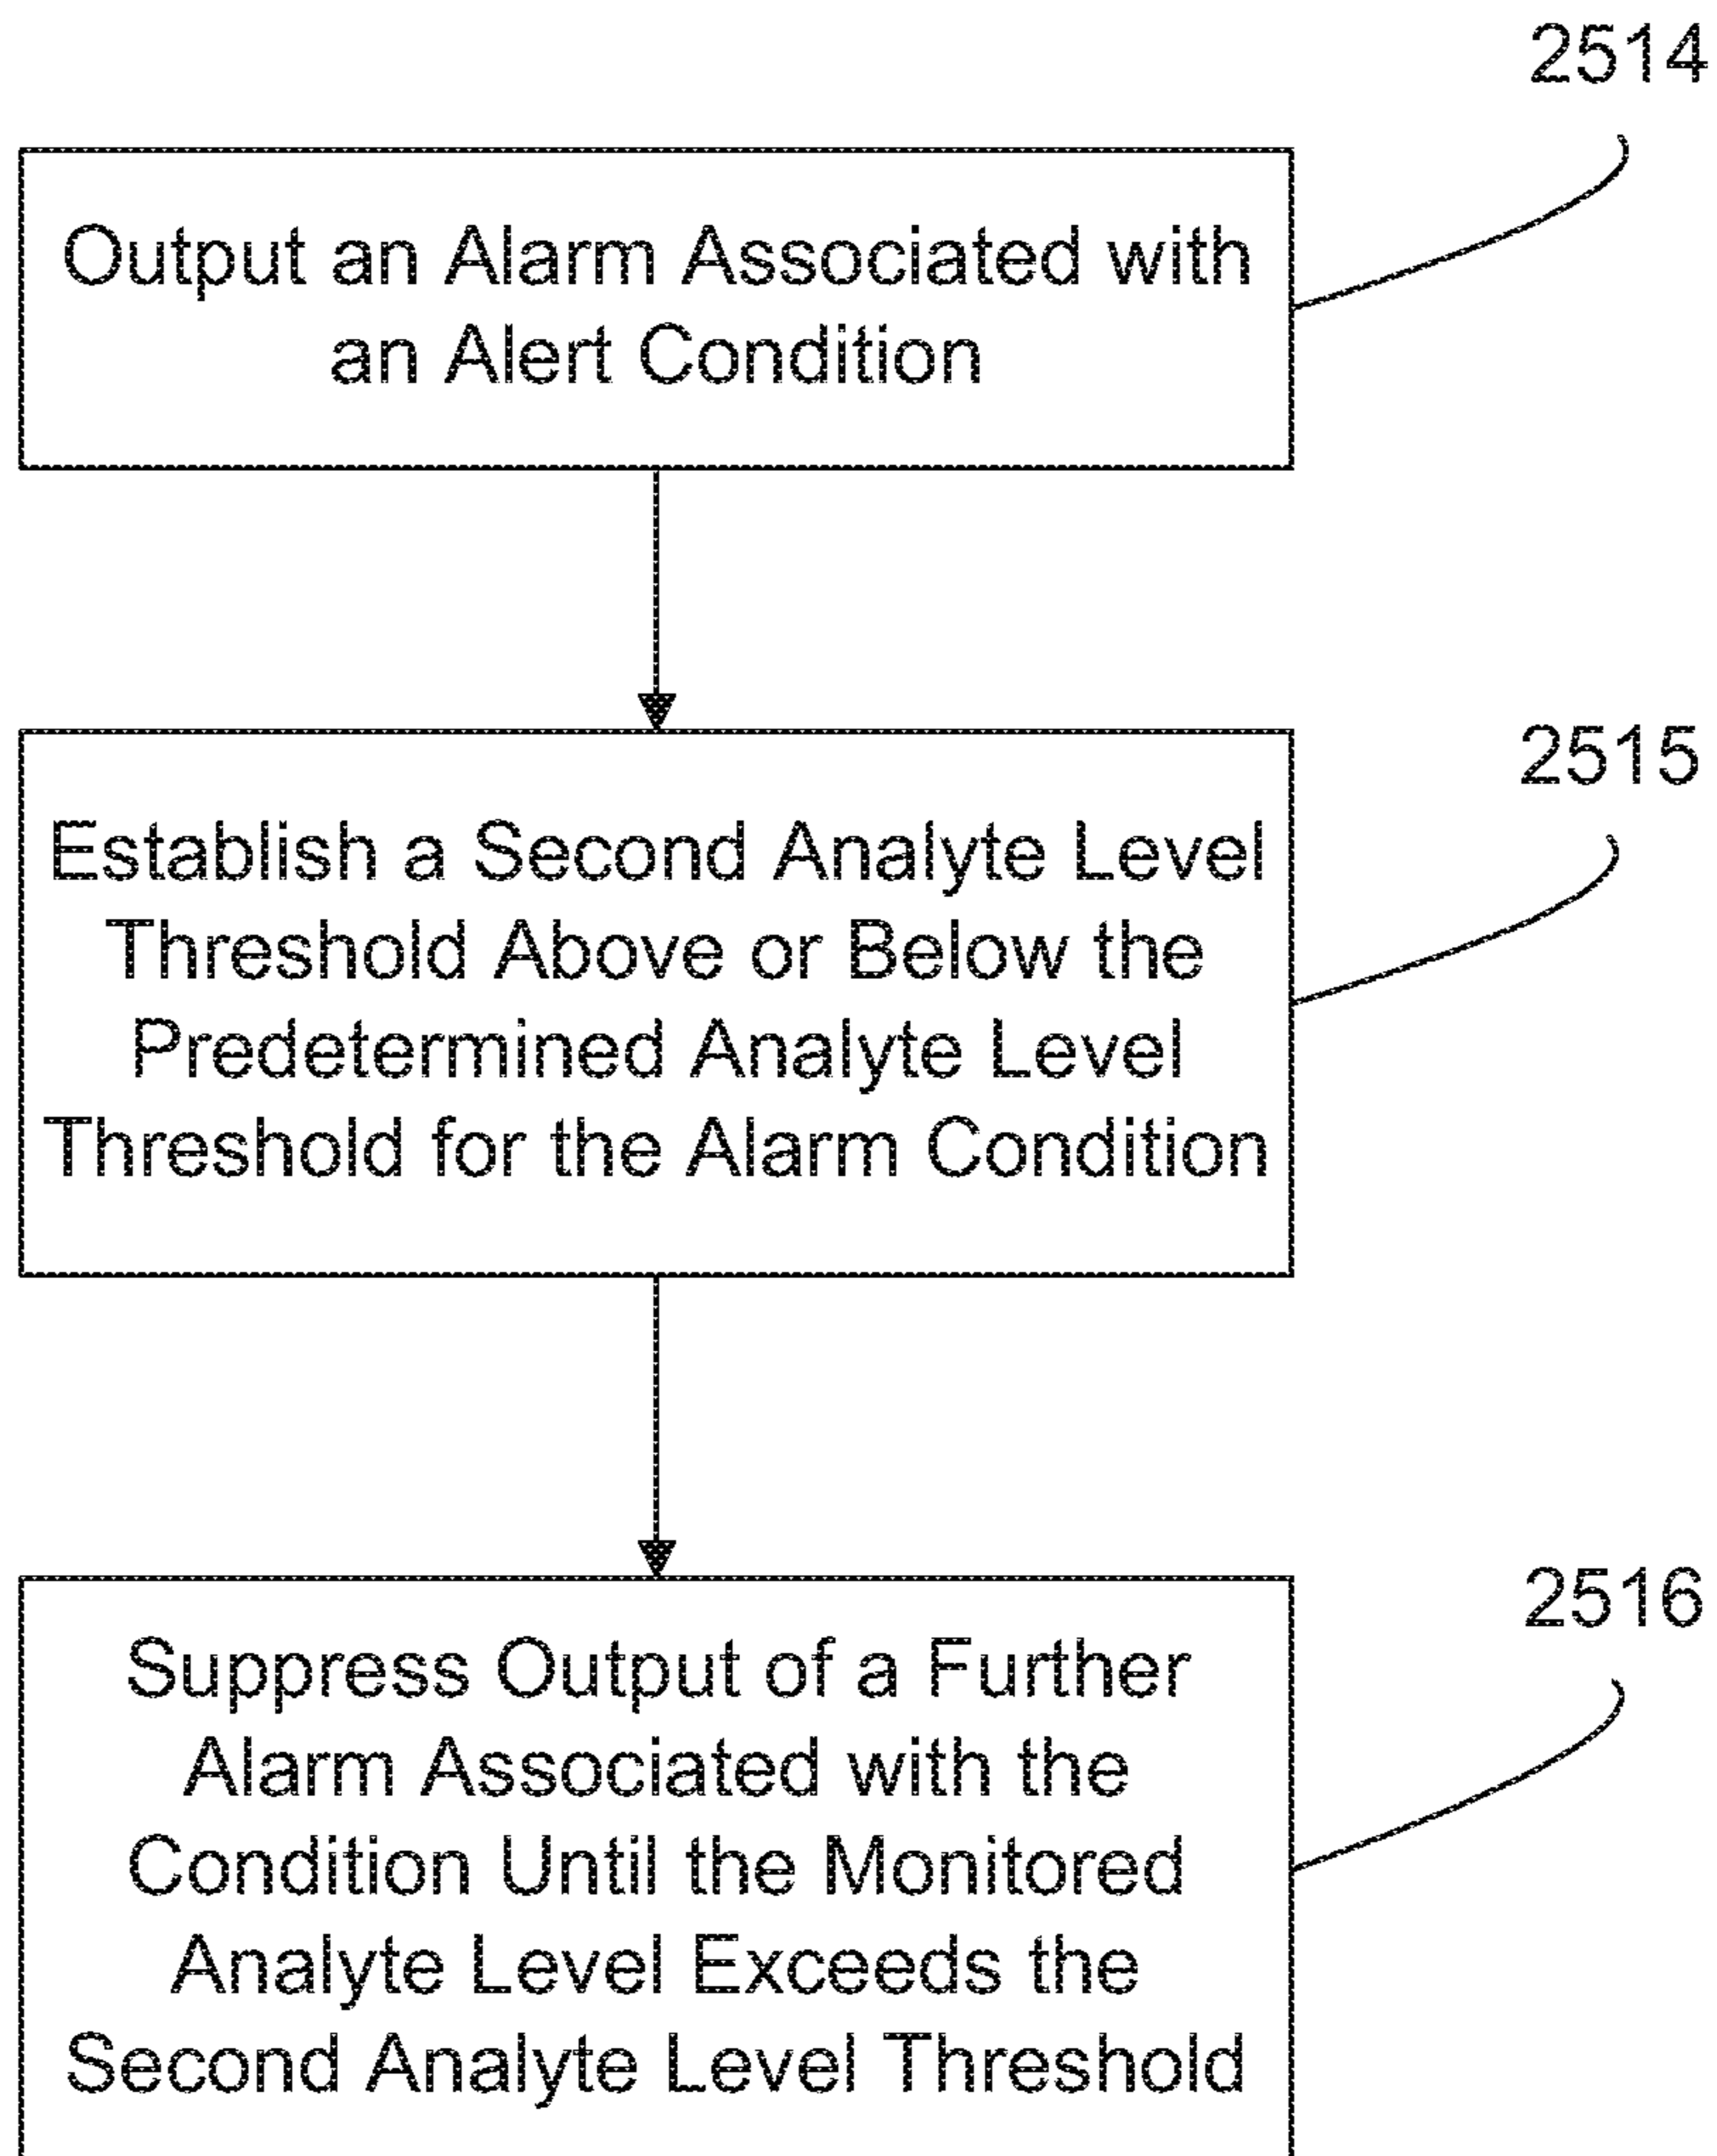 2514
Output an Alarm Associated with
an Alert Condition
2515
Establish a Second Analyte Level
Threshold Above or Below the
Predetermined Analyte Level
Threshold for the Alarm Condition
2516
Suppress Output of a Further
Alarm Associated with the
Condition Until the Monitored
Analyte Level Exceeds the
Second Analyte Level Threshold